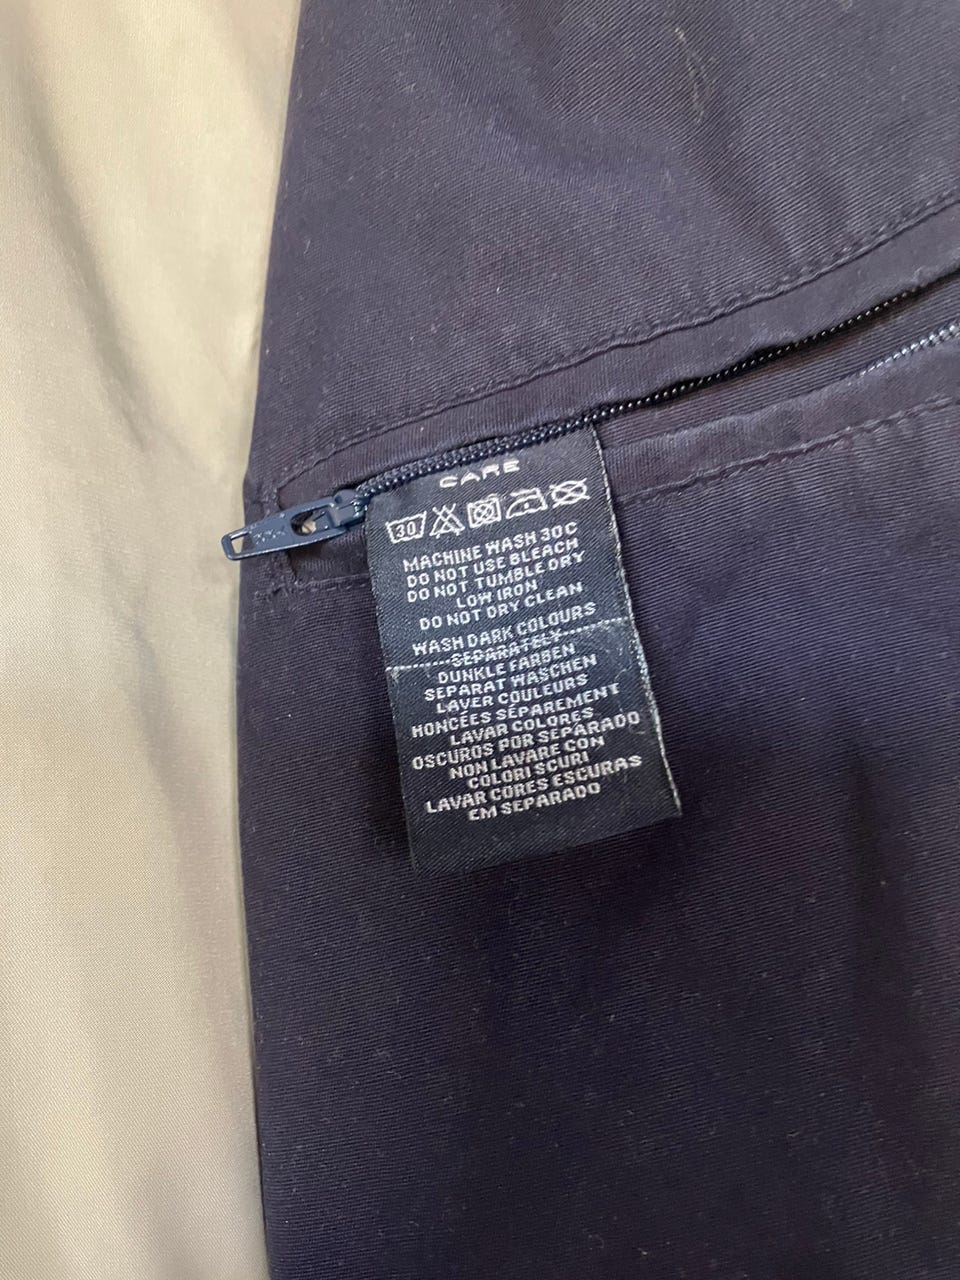 CARE
30
MACHINE WASH 30C
DO NOT USE BLEACH
DO NOT TUMBLE DRY
LOW IRON
DO NOT DRY CLEAN
WASH DARK COLOURS
SEPARATELY
DUNKLE FARBEN
SEPARAT WASCHEN
LAVER COULEURS
HONCÉES SÉPAREMENT
LAVAR COLORES
OSCUROS POR SEPARADO
NON LAVARE CON
COLORI SCURI
LAVAR CORES ESCURAS
EM SEPARADO